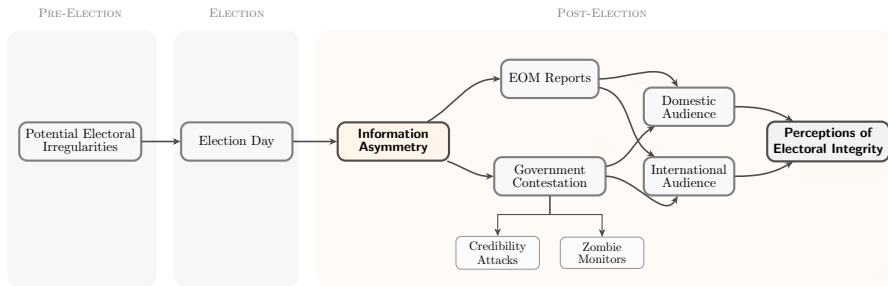 PRE-ELECTION
ELECTION
POST-ELECTION
Potential Electoral
Irregularities
Election Day
Information
Asymmetry
EOM Reports
Government
Contestation
Credibility
Attacks
Zombie
Monitors
Domestic
Audience
International
Audience
Perceptions of
Electoral Integrity